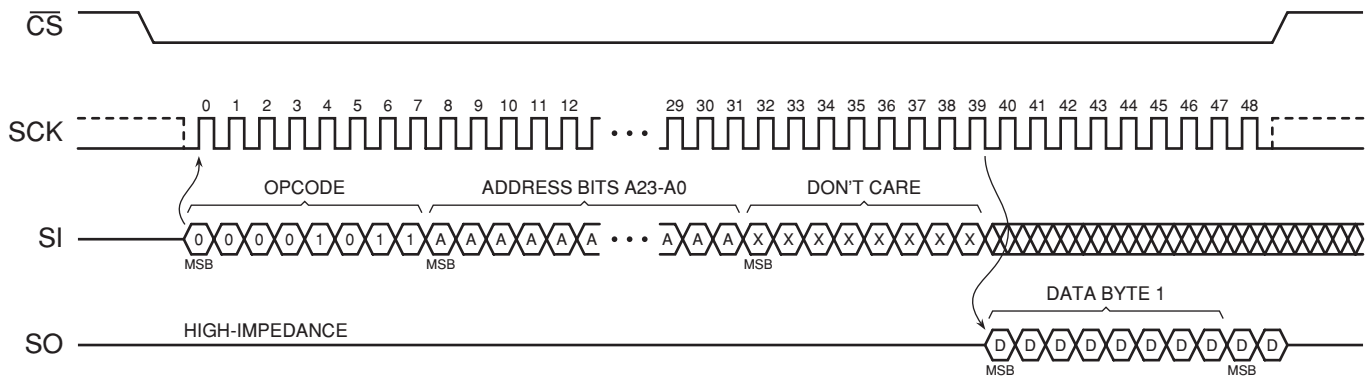 CS
0 1 2 3 4 5 6 7 8 9 10 11 12 29 30 31 32 33 34 35 36 37 38 39 40 41 42 43 44 45 46 47 48
SCK
OPCODE ADDRESS BITS A23-A0 DON'T CARE
SI 0 0 0 0 1 0 1 1 A A A A A A A A A X X X X X X X X
MSB MSB MSB
DATA BYTE 1
HIGH-IMPEDANCE
SO D D D D D D D D D D
MSB MSB